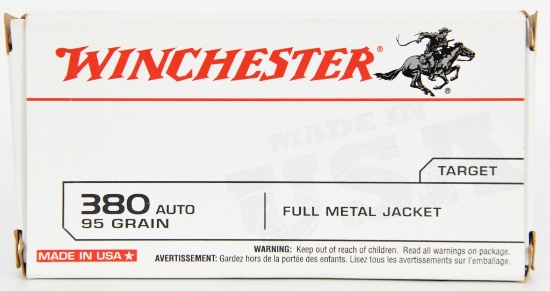 WINCHESTER®
®
MADE IN
USA
TARGET
380 AUTO
95 GRAIN
FULL METAL JACKET
MADE IN USA★
WARNING: Keep out of reach of children. Read all warnings on package.
AVERTISSEMENT: Gardez hors de la portée des enfants. Lisez tous les avertissements sur l'emballage.